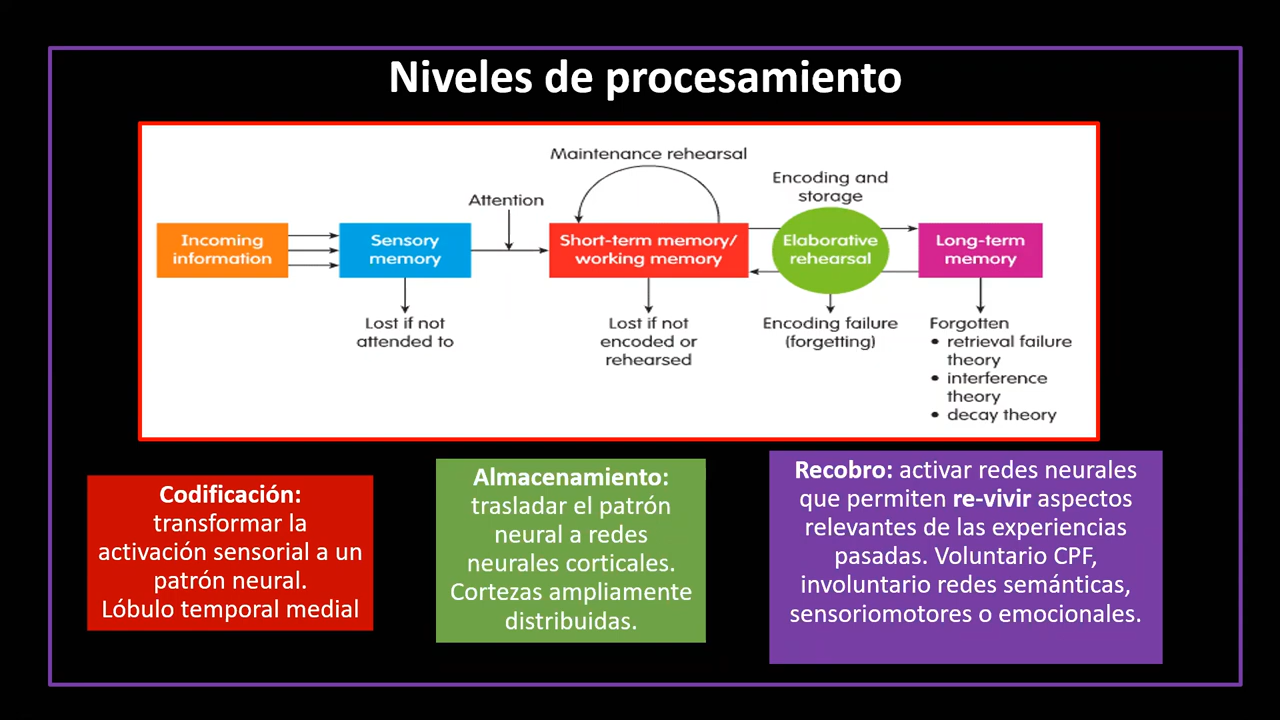 Niveles de procesamiento
Maintenance rehearsal
Encoding and
storage
Attention
Incoming
information
Sensory
memory
Short-term memory/
working memory
Elaborative
rehearsal
Long-term
memory
Lost if not
attended to
Lost if not
encoded or
rehearsed
Encoding failure
(forgetting)
Forgotten
• retrieval failure
theory
• interference
theory
• decay theory
Codificación:
transformar la
activación sensorial a un
patrón neural.
Lóbulo temporal medial
Almacenamiento:
trasladar el patrón
neural a redes
neurales corticales.
Cortezas ampliamente
distribuidas.
Recobro: activar redes neurales
que permiten re-vivir aspectos
relevantes de las experiencias
pasadas. Voluntario CPF,
involuntario redes semánticas,
sensoriomotores o emocionales.